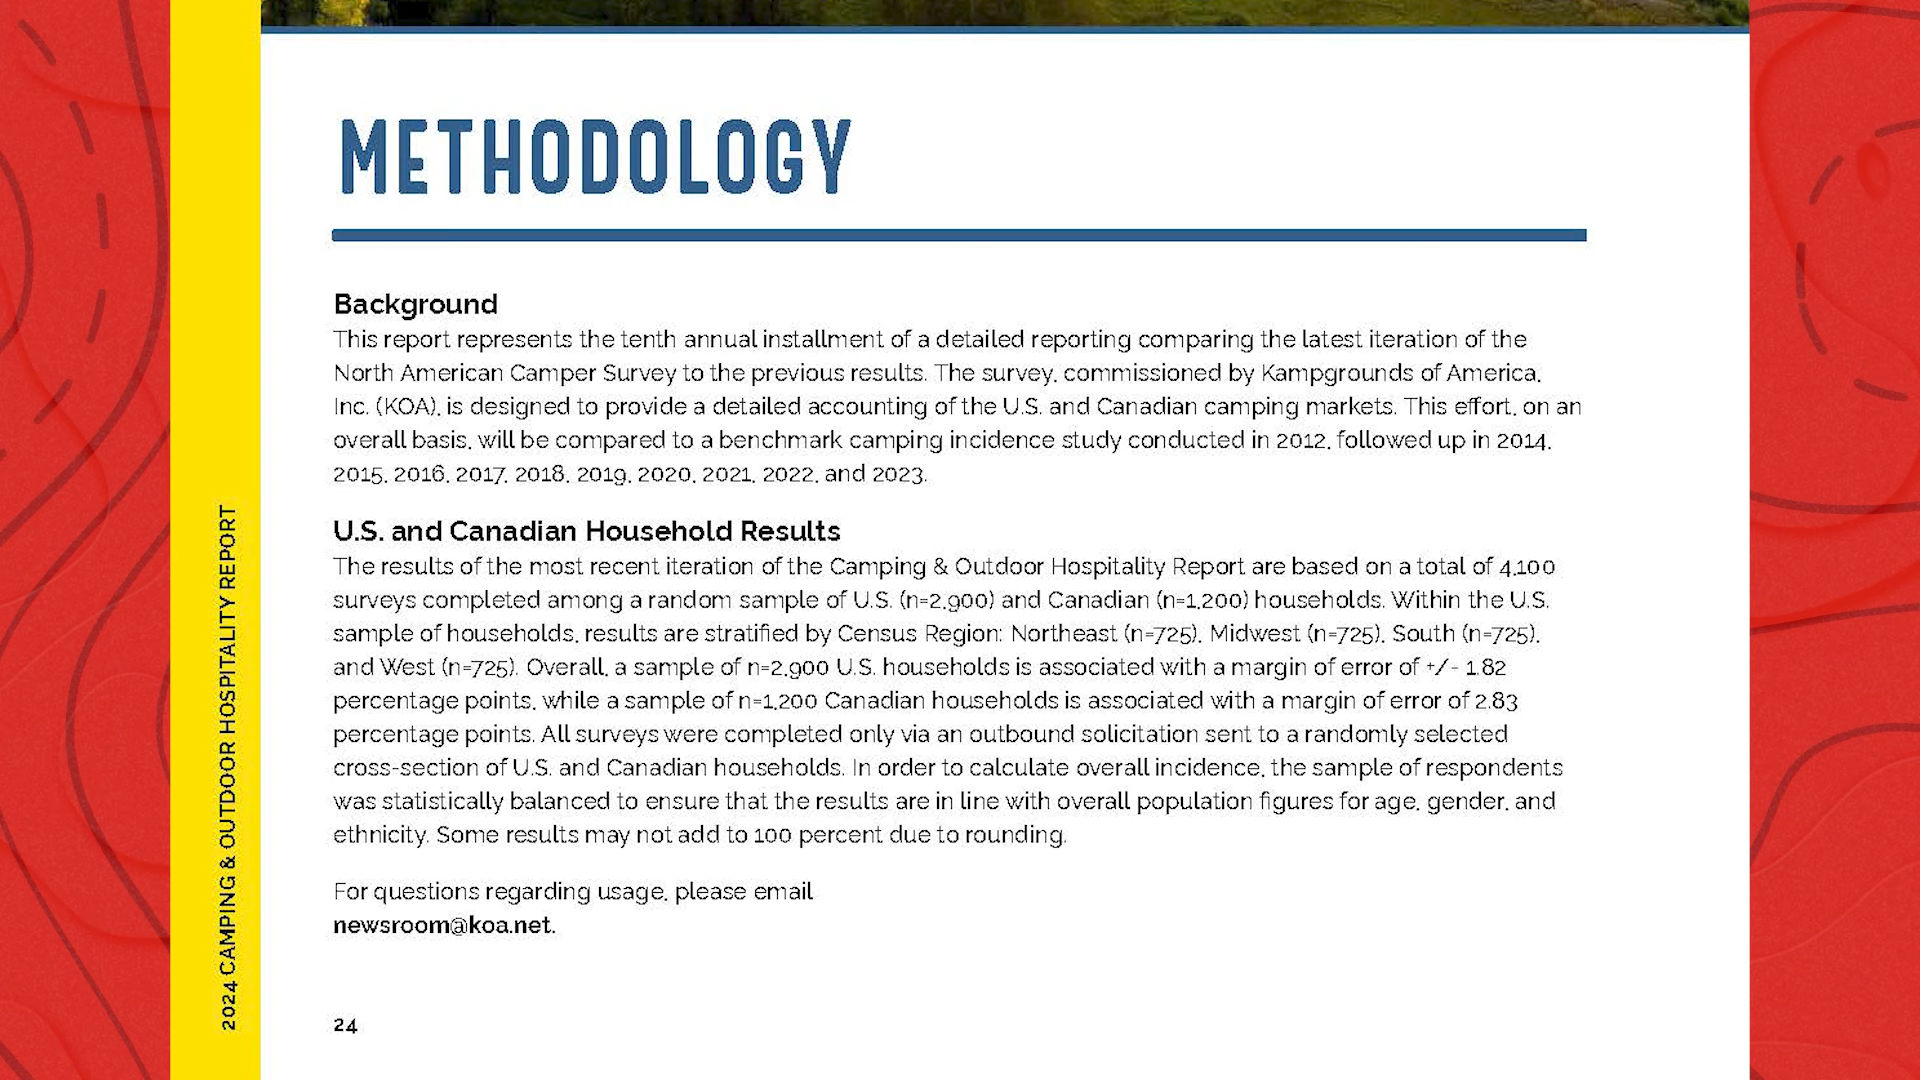 METHODOLOGY
Background
This report represents the tenth annual installment of a detailed reporting comparing the latest iteration of the
North American Camper Survey to the previous results. The survey, commissioned by Kampgrounds of America,
Inc. (KOA), is designed to provide a detailed accounting of the U.S. and Canadian camping markets. This effort, on an
overall basis, will be compared to a benchmark camping incidence study conducted in 2012, followed up in 2014,
2015, 2016, 2017, 2018, 2019, 2020, 2021, 2022, and 2023.
U.S. and Canadian Household Results
The results of the most recent iteration of the Camping & Outdoor Hospitality Report are based on a total of 4,100
surveys completed among a random sample of U.S. (n=2,900) and Canadian (n=1,200) households. Within the U.S.
sample of households, results are stratified by Census Region: Northeast (n=725), Midwest (n=725), South (n=725),
and West (n=725). Overall, a sample of n=2,900 U.S. households is associated with a margin of error of +/- 1.82
percentage points, while a sample of n=1,200 Canadian households is associated with a margin of error of 2.83
percentage points. All surveys were completed only via an outbound solicitation sent to a randomly selected
cross-section of U.S. and Canadian households. In order to calculate overall incidence, the sample of respondents
was statistically balanced to ensure that the results are in line with overall population figures for age, gender, and
ethnicity. Some results may not add to 100 percent due to rounding.
For questions regarding usage, please email
newsroom@koa.net.
24
2024 CAMPING & OUTDOOR HOSPITALITY REPORT